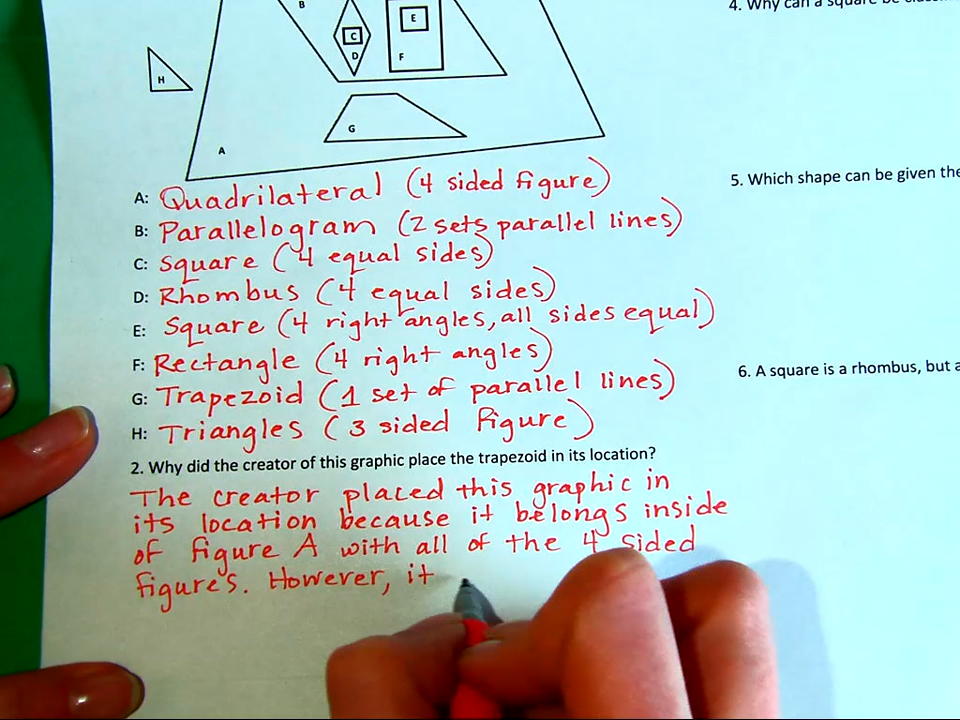 B
E
4. Why can a square be
C
D
F
H
G
A
A: Quadrilateral (4 sided figure)
5. Which shape can be given the
B: Parallelogram (2 sets parallel lines)
C: Square (4 equal sides)
D: Rhombus (4 equal sides)
E: Square (4 right angles, all sides equal)
F: Rectangle (4 right angles)
6. A square is a rhombus, but a
G: Trapezoid (1 set of parallel lines)
H: Triangles (3 sided Figure)
2. Why did the creator of this graphic place the trapezoid in its location?
The creator placed this graphic in
its location because it belongs inside
of figure A with all of the 4 sided
figures. However, it